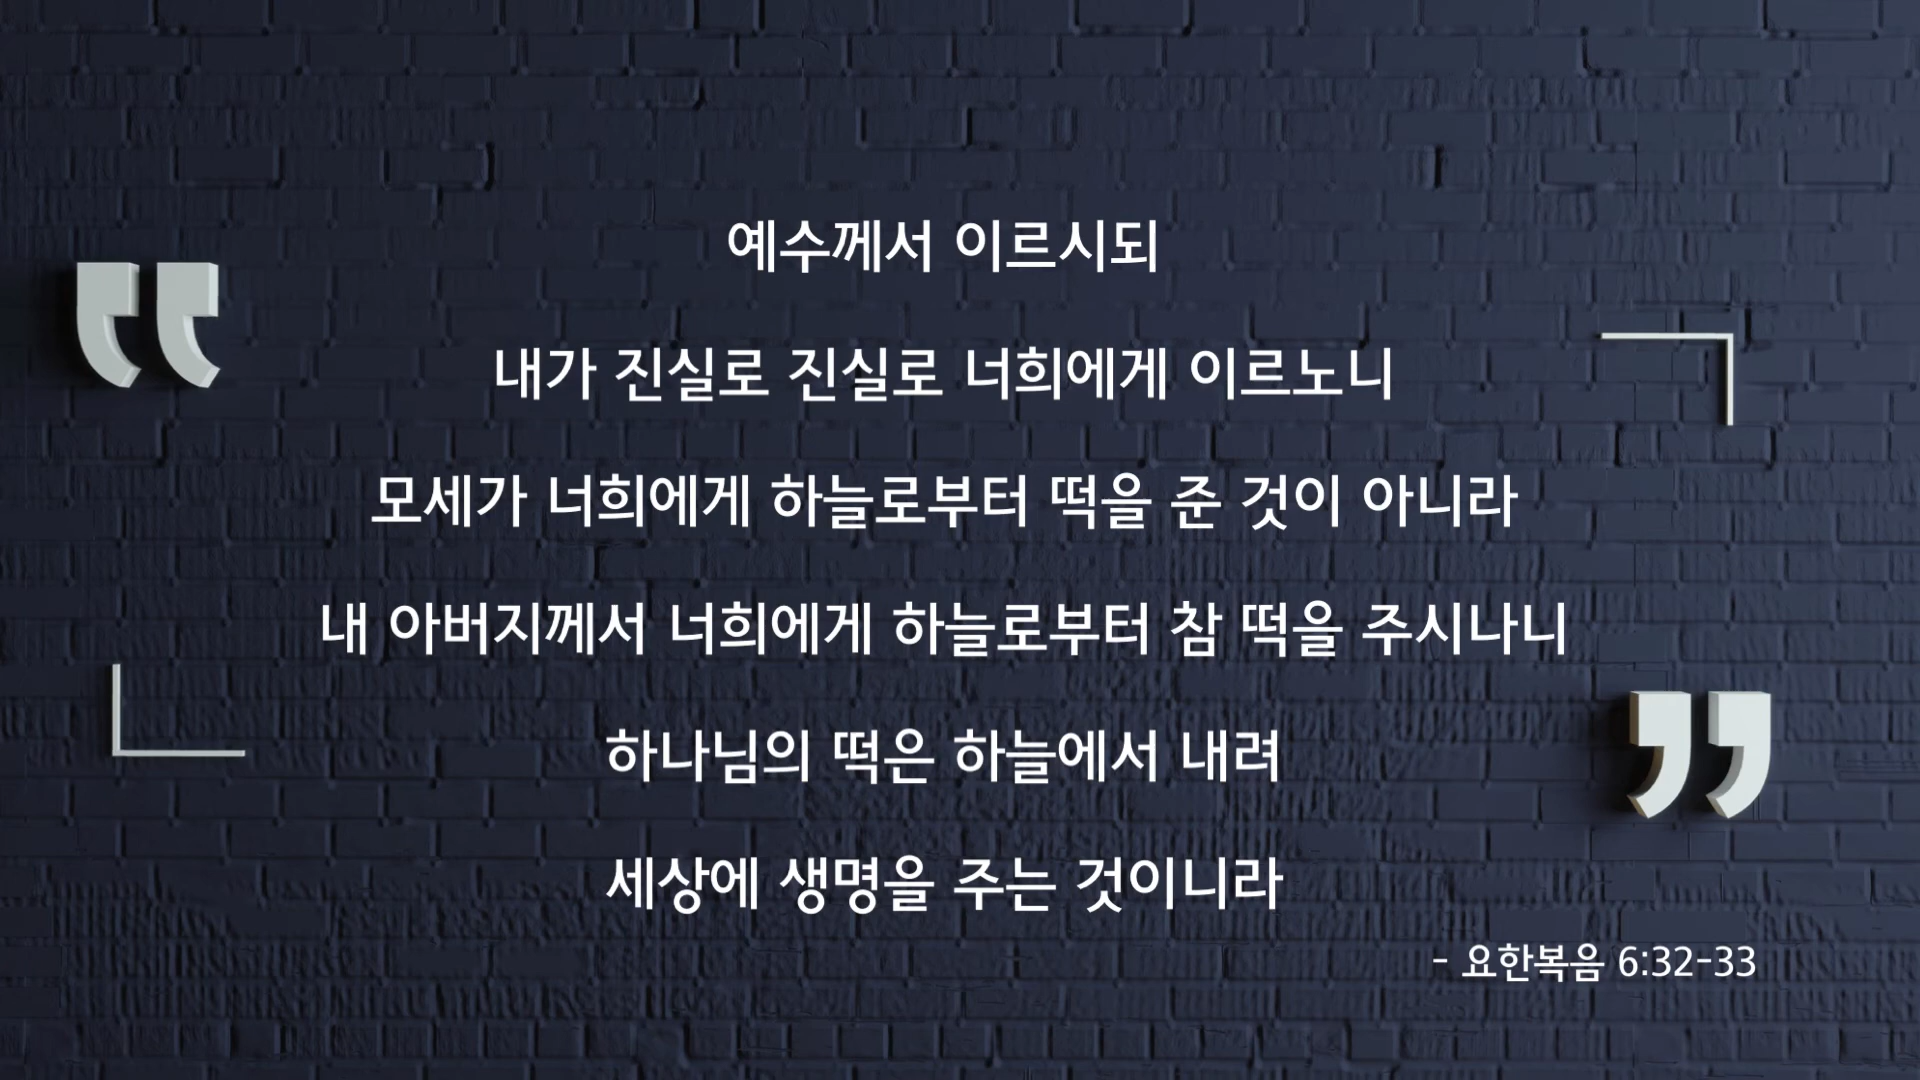 예수께서 이르시되
내가 진실로 진실로 너희에게 이르노니
모세가 너희에게 하늘로부터 떡을 준 것이 아니라
내 아버지께서 너희에게 하늘로부터 참 떡을 주시나니
하나님의 떡은 하늘에서 내려
세상에 생명을 주는 것이니라
- 요한복음 6:32-33